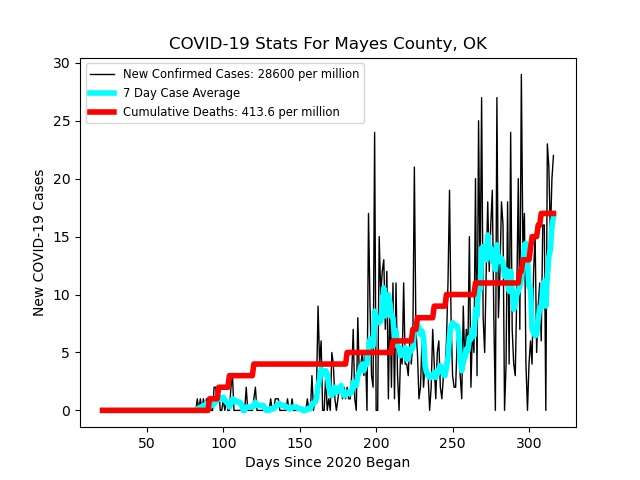 COVID-19 Stats For Mayes County, OK
New Confirmed Cases: 28600 per million
7 Day Case Average
Cumulative Deaths: 413.6 per million
New COVID-19 Cases
30
25
20
15
10
5
0
50 100 150 200 250 300
Days Since 2020 Began